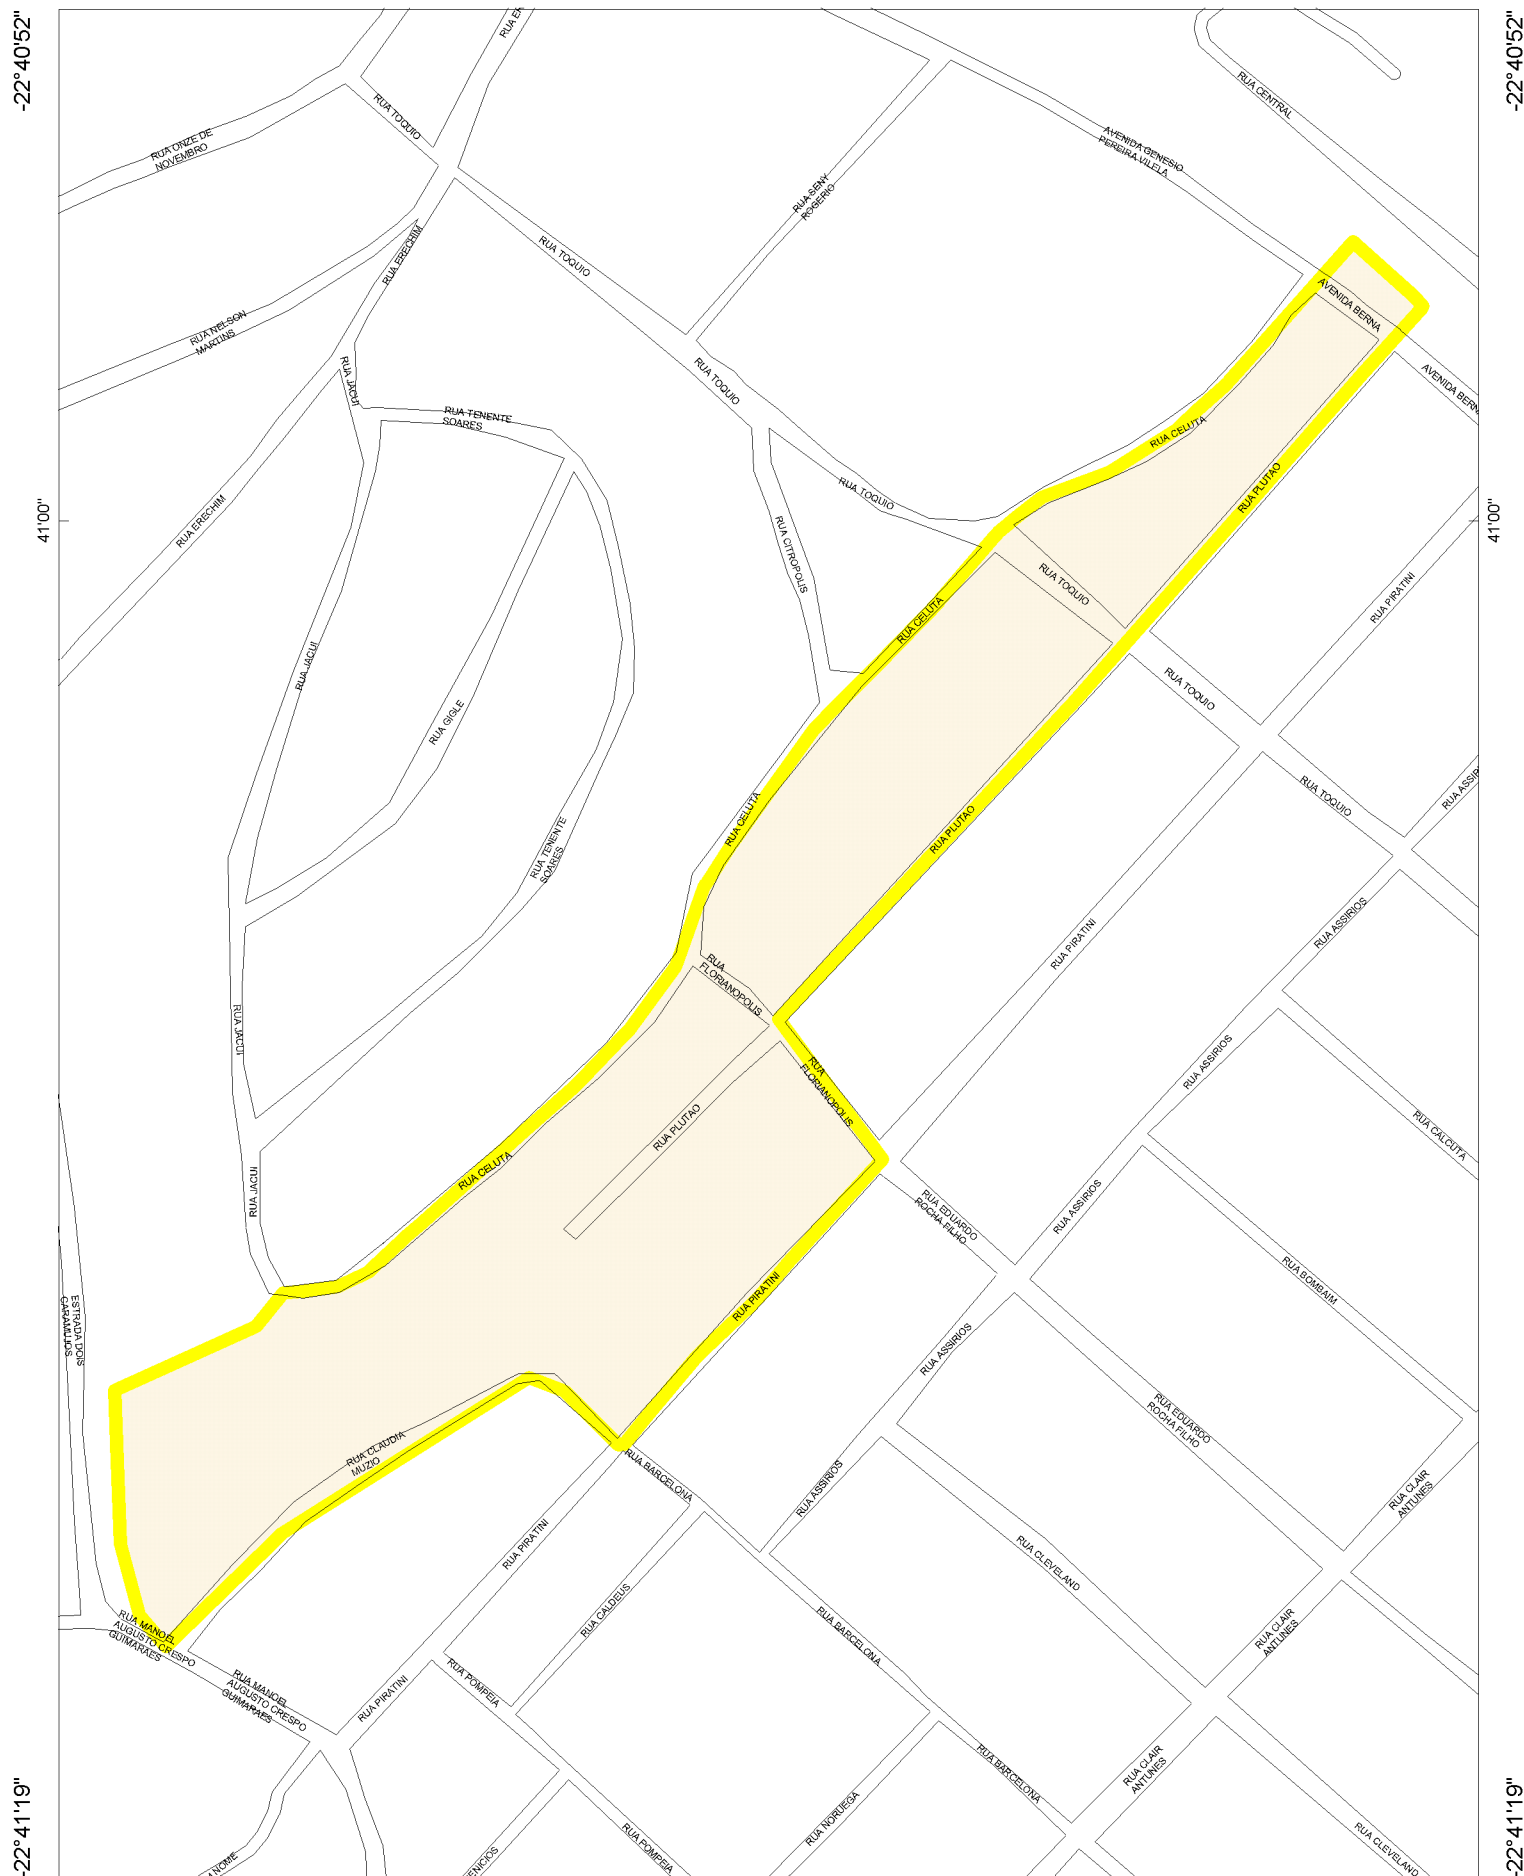 -22°40'52"
-22°40'52"
RUA CENTRAL
RUA TOQUIO
RUA ONZE DE
NOVEMBRO
AVENIDA GENESIO
PEREIRA VILELA
RUA SENY
ROGERIO
RUA ERECHIM
RUA TOQUIO
AVENIDA BERNA
RUA NELSON
MARTINS
RUA JACUI
RUA TOQUIO
AVENIDA BERNA
RUA TENENTE
SOARES
RUA CELUTA
RUA TOQUIO
RUA PLUTAO
41'00"
41'00"
RUA ERECHIM
RUA CITROPOLIS
RUA TOQUIO
RUA PIRATINI
RUA CELUTA
RUA JACUI
RUA TOQUIO
RUA GIGLE
RUA TOQUIO
RUA CELUTA
RUA PLUTAO
RUA TENENTE
SOARES
RUA ASSIRIOS
RUA PIRATINI
RUA
FLORIANOPOLIS
RUA JACUI
RUA ASSIRIOS
RUA
FLORIANOPOLIS
RUA PLUTAO
RUA CALCUTA
RUA CELUTA
RUA JACUI
RUA EDUARDO
ROCHA FILHO
RUA ASSIRIOS
RUA BOMBAIM
RUA PIRATINI
ESTRADA DOIS
CARAMUJOS
RUA ASSIRIOS
RUA EDUARDO
ROCHA FILHO
RUA CLAUDIA
MUZIO
RUA BARCELONA
RUA ASSIRIOS
RUA CLAIR
ANTUNES
RUA PIRATINI
RUA CLEVELAND
RUA CALDEUS
RUA MANOEL
AUGUSTO CRESPO
GUIMARAES
RUA BARCELONA
RUA CLAIR
ANTUNES
RUA MANOEL
AUGUSTO CRESPO
GUIMARAES
RUA PIRATINI
RUA POMPEIA
RUA CLAIR
ANTUNES
RUA BARCELONA
RUA NORUEGA
RUA POMPEIA
RUA CLEVELAND
-22°41'19"
-22°41'19"